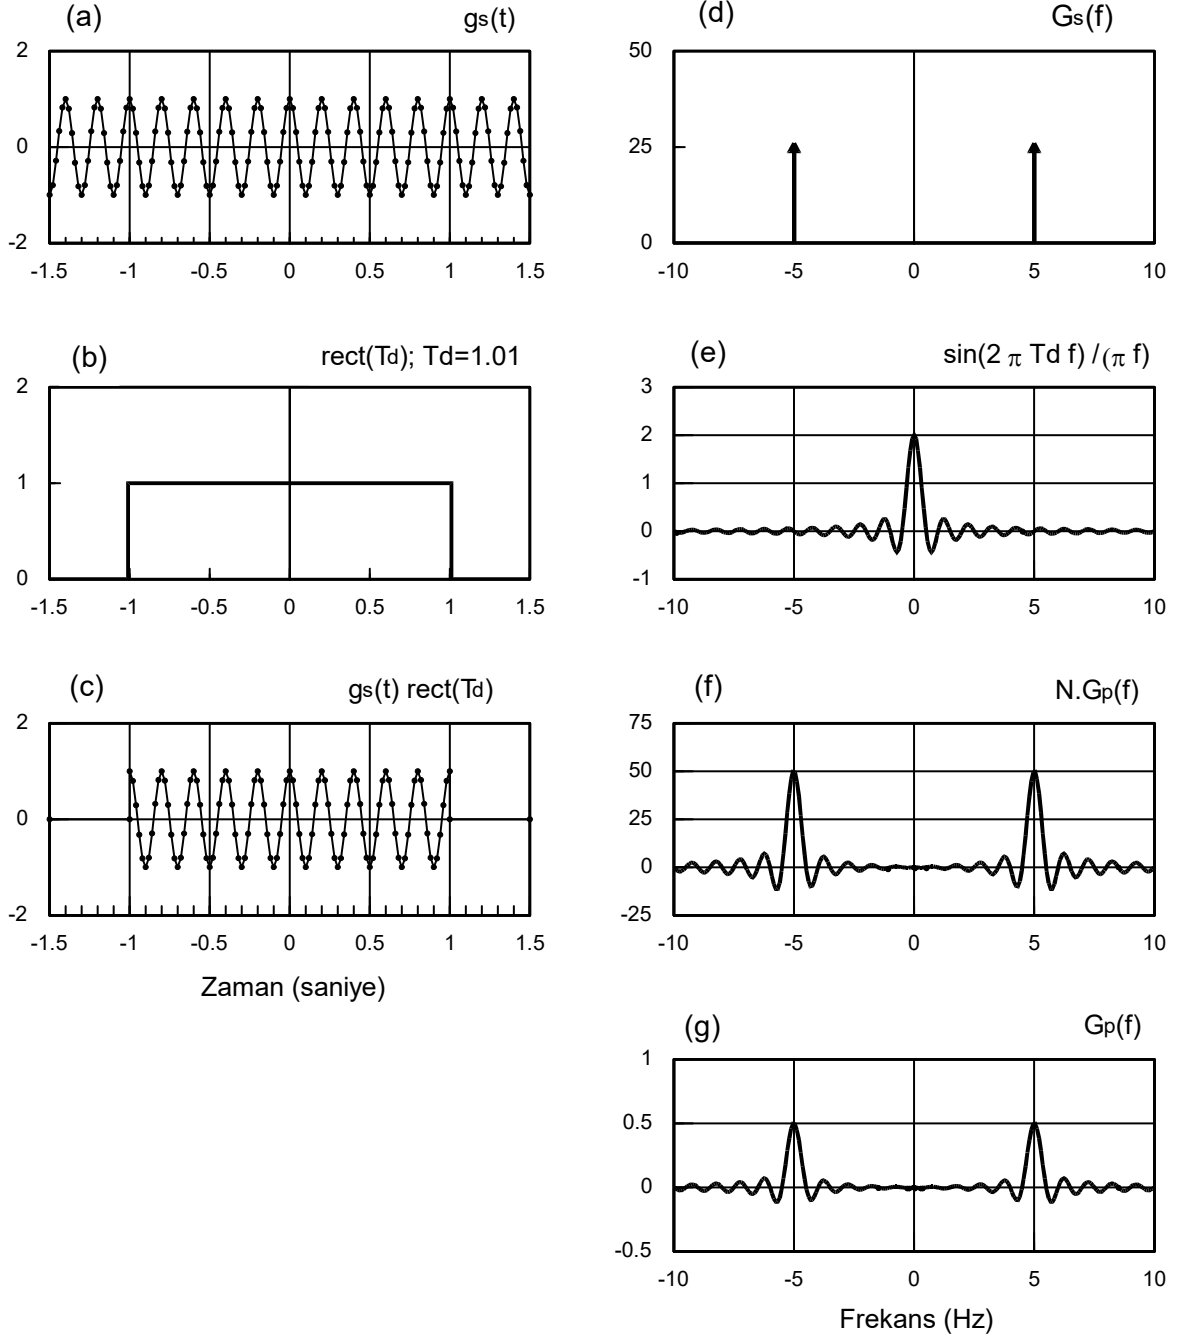 (a) gs(t)
2
0
-2
-1.5 -1 -0.5 0 0.5 1 1.5
(b) rect(Td); Td=1.01
2
1
0
-1.5 -1 -0.5 0 0.5 1 1.5
(c) gs(t) rect(Td)
2
0
-2
-1.5 -1 -0.5 0 0.5 1 1.5
Zaman (saniye)
(d) Gs(f)
50
25
0
-10 -5 0 5 10
(e) sin(2 π Td f) /(π f)
3
2
1
0
-1
-10 -5 0 5 10
(f) N.Gp(f)
75
50
25
0
-25
-10 -5 0 5 10
(g) Gp(f)
1
0.5
0
-0.5
-10 -5 0 5 10
Frekans (Hz)